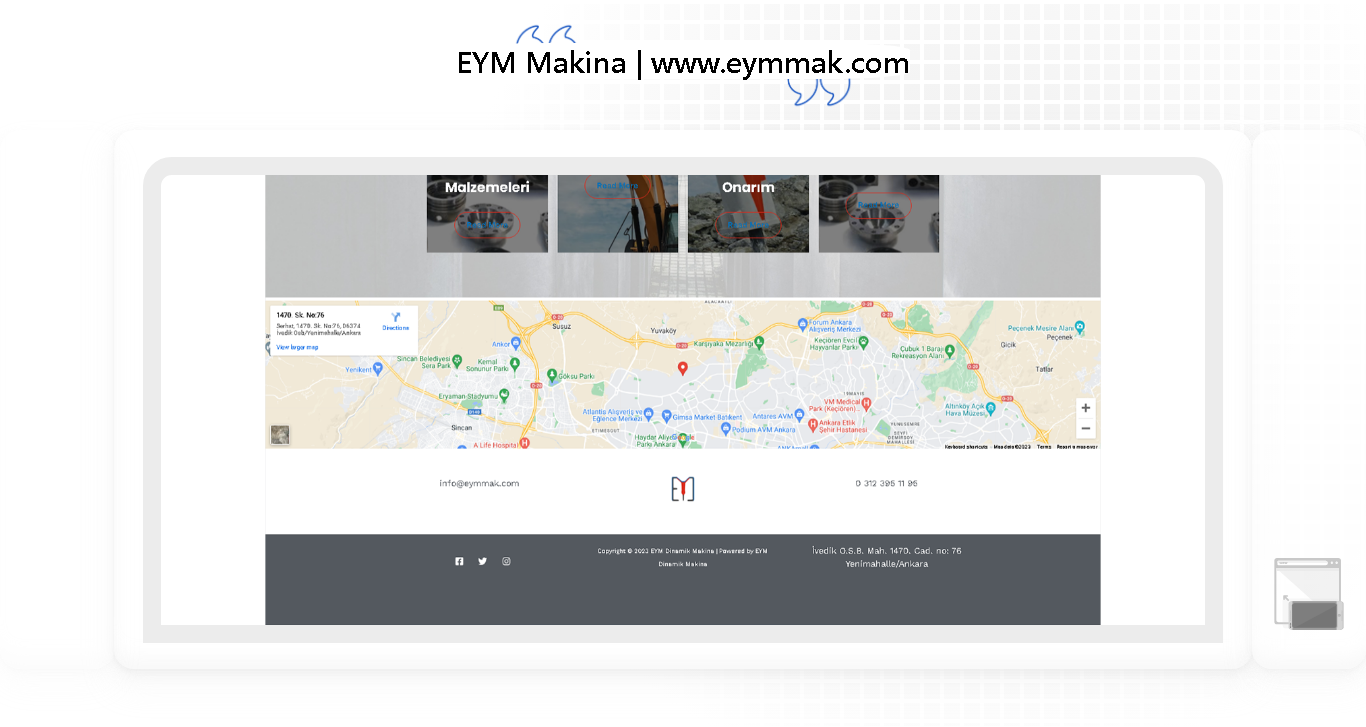 EYM Makina | www.eymmak.com
Malzemeleri
Read More
Onarım
Read More
Read More
Read More
1470. Sk. No:76
Serhat, 1470. Sk. No:76, 06374
İvedik Osb/Yenimahalle/Ankara
Directions
View larger map
Susuz
Yuvaköy
Forum Ankara
Alışveriş Merkezi
Peçenek Mesire Alanı
Peçenek
Ankor
Karşıyaka Mezarlığı
Keçiören Evcil
Hayvanlar Parkı
Çubuk 1 Barajı
Rekreasyon Alanı
Gicik
Yenikent
Sincan Belediyesi
Sera Park
Kemal
Sonunur Parkı
Göksu Parkı
Tatlar
Eryaman Stadyumu
Atlantis Alışveriş ve
Eğlence Merkezi
Gimsa Market Batıkent
Antares AVM
VM Medical
Park (Keçiören)...
Altınköy Açık
Hava Müzesi
Sincan
ETIMESGUT
Podium AVM Ankara
Ankara Etlik
Şehir Hastanesi
A Life Hospital
Haydar Aliyev
Parkı Ankara
Google
Keyboard shortcuts
Map data ©2023
Terms
Report a map error
info@eymmak.com
EYM
0 312 395 11 96
Copyright © 2023 EYM Dinamik Makina | Powered by EYM
Dinamik Makina
İvedik O.S.B. Mah. 1470. Cad. no: 76
Yenimahalle/Ankara